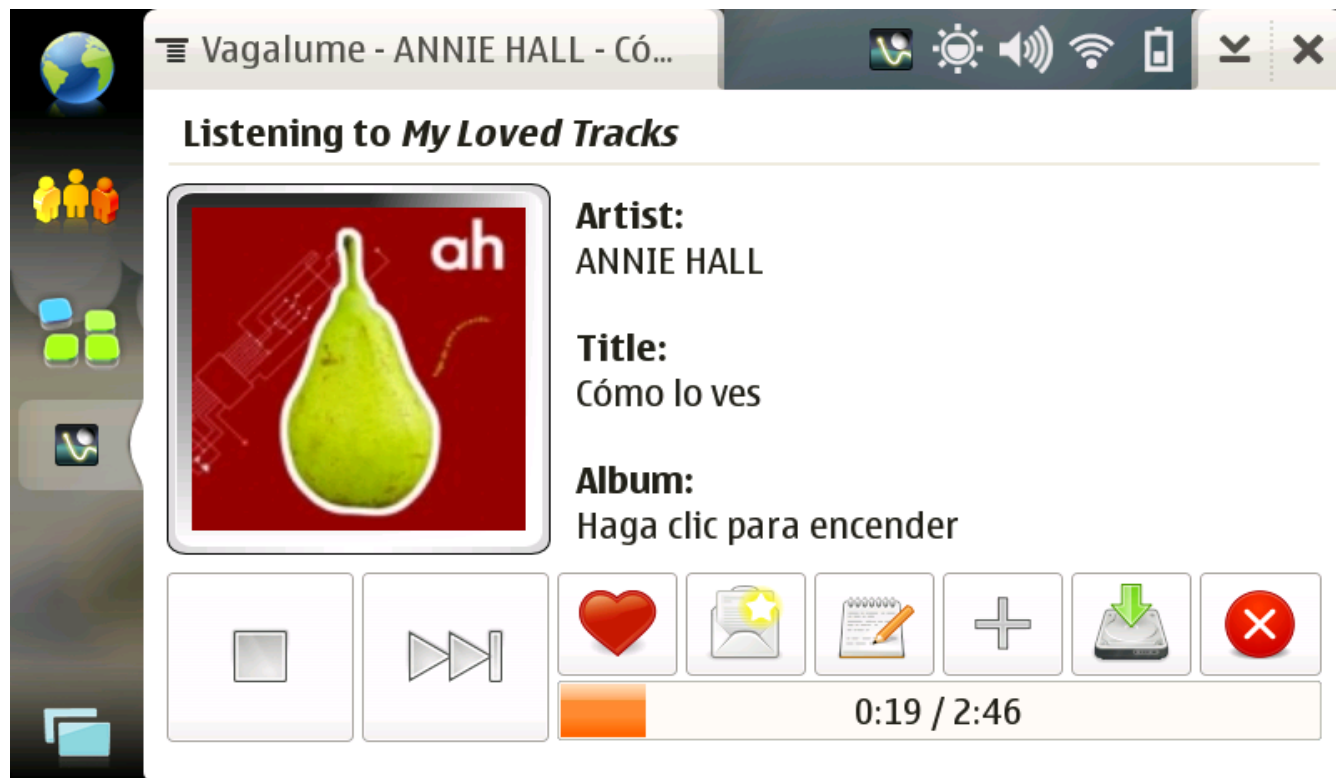 Vagalume - ANNIE HALL - Có...
Listening to My Loved Tracks
ah
Artist:
ANNIE HALL
Title:
Cómo lo ves
Album:
Haga clic para encender
0:19 / 2:46